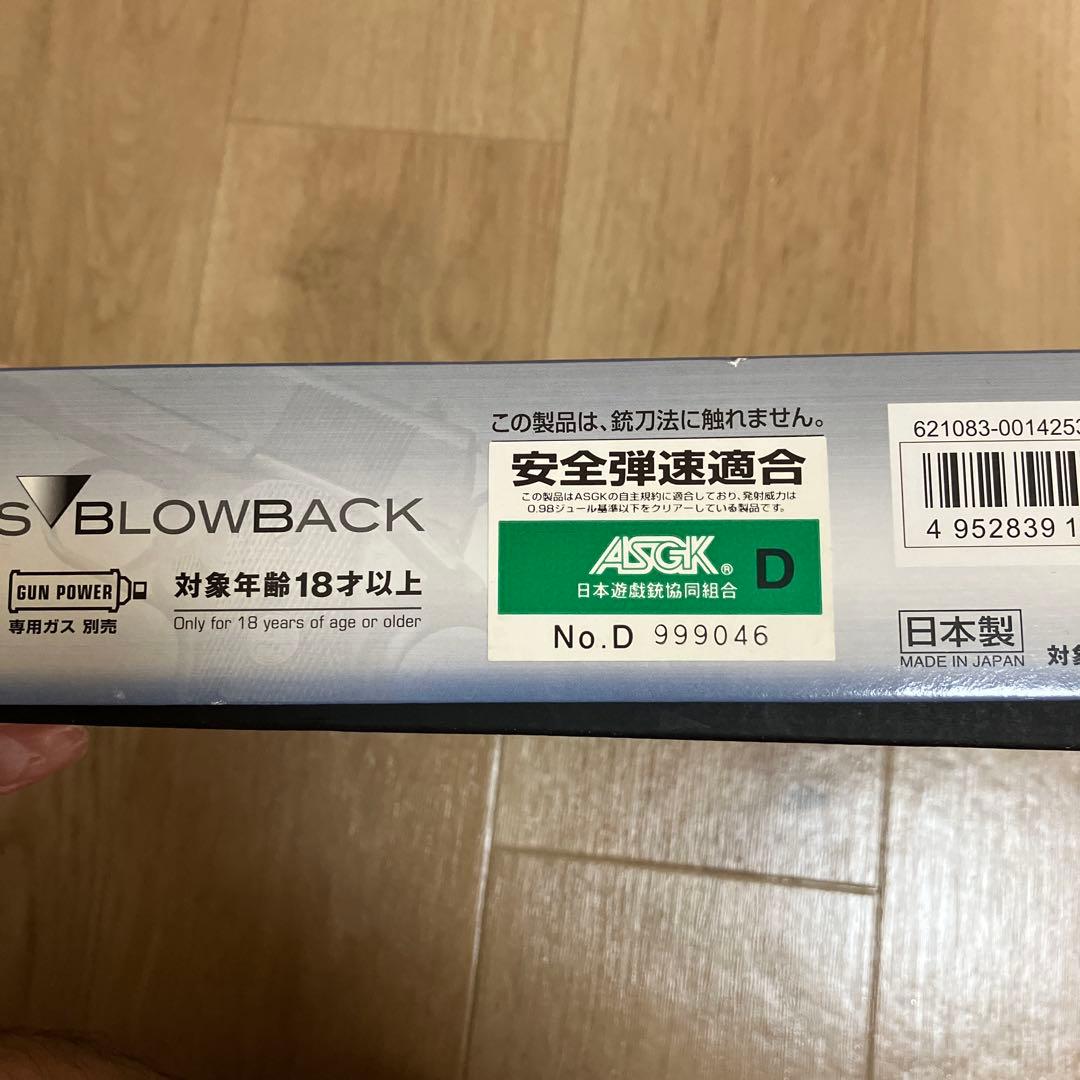 S BLOWBACK
GUN POWER
専用ガス 別売
対象年齢18才以上
Only for 18 years of age or older
この製品は、銃刀法に触れません。
安全弾速適合
この製品はASGKの自主規約に適合しており、発射威力は
0.98ジュール基準以下をクリアーしている製品です。
ASGK® D
日本遊戯銃協同組合
No.D 999046
621083-0014253
4 952839 1
日本製
MADE IN JAPAN
対